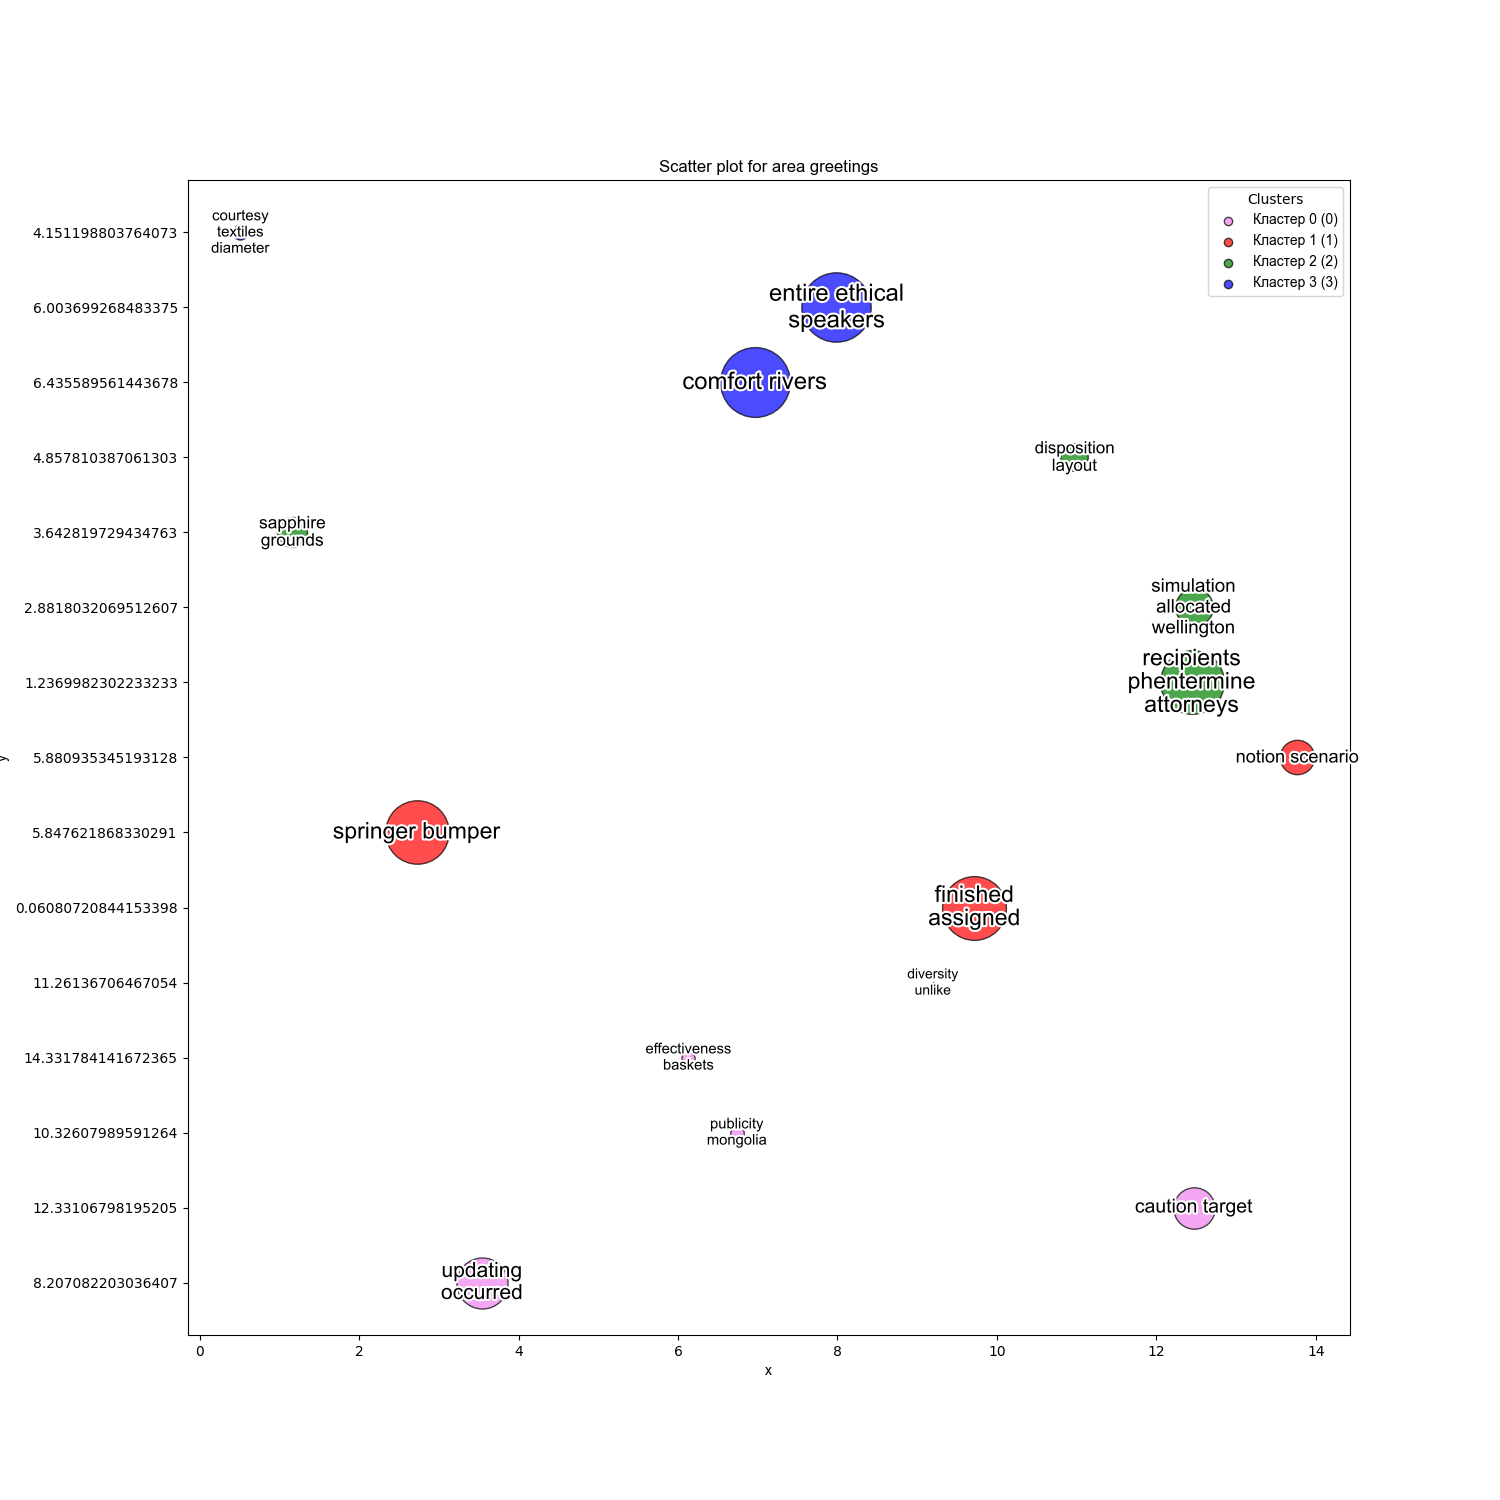 Scatter plot for area greetings
Clusters
Кластер 0 (0)
Кластер 1 (1)
Кластер 2 (2)
Кластер 3 (3)
4.151198803764073
6.003699268483375
6.435589561443678
4.857810387061303
3.642819729434763
2.8818032069512607
1.2369982302233233
5.880935345193128
5.847621868330291
0.06080720844153398
11.26136706467054
14.331784141672365
10.32607989591264
12.33106798195205
8.207082203036407
y
courtesy
textiles
diameter
entire ethical
speakers
comfort rivers
disposition
layout
sapphire
grounds
simulation
allocated
wellington
recipients
phentermine
attorneys
notion scenario
springer bumper
finished
assigned
diversity
unlike
effectiveness
baskets
publicity
mongolia
caution target
updating
occurred
0
2
4
6
8
10
12
14
x